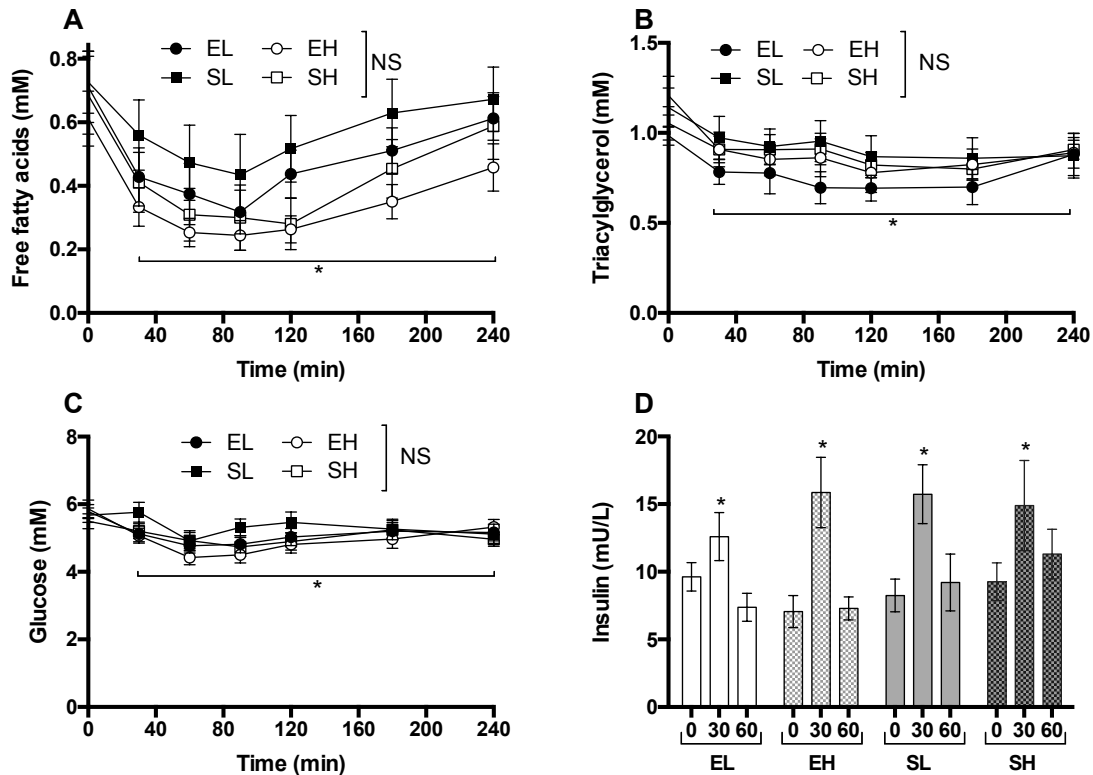 A
EL EH
SL SH
NS
Free fatty acids (mM)
0.8
0.6
0.4
0.2
0.0
*
0 40 80 120 160 200 240
Time (min)
B
EL EH
SL SH
NS
Triacylglycerol (mM)
1.5
1.0
0.5
0.0
*
0 40 80 120 160 200 240
Time (min)
C
EL EH
SL SH
NS
Glucose (mM)
8
6
4
2
0
*
0 40 80 120 160 200 240
Time (min)
D
Insulin (mU/L)
20
15
10
5
0
* * * *
0 30 60 0 30 60 0 30 60 0 30 60
EL EH SL SH